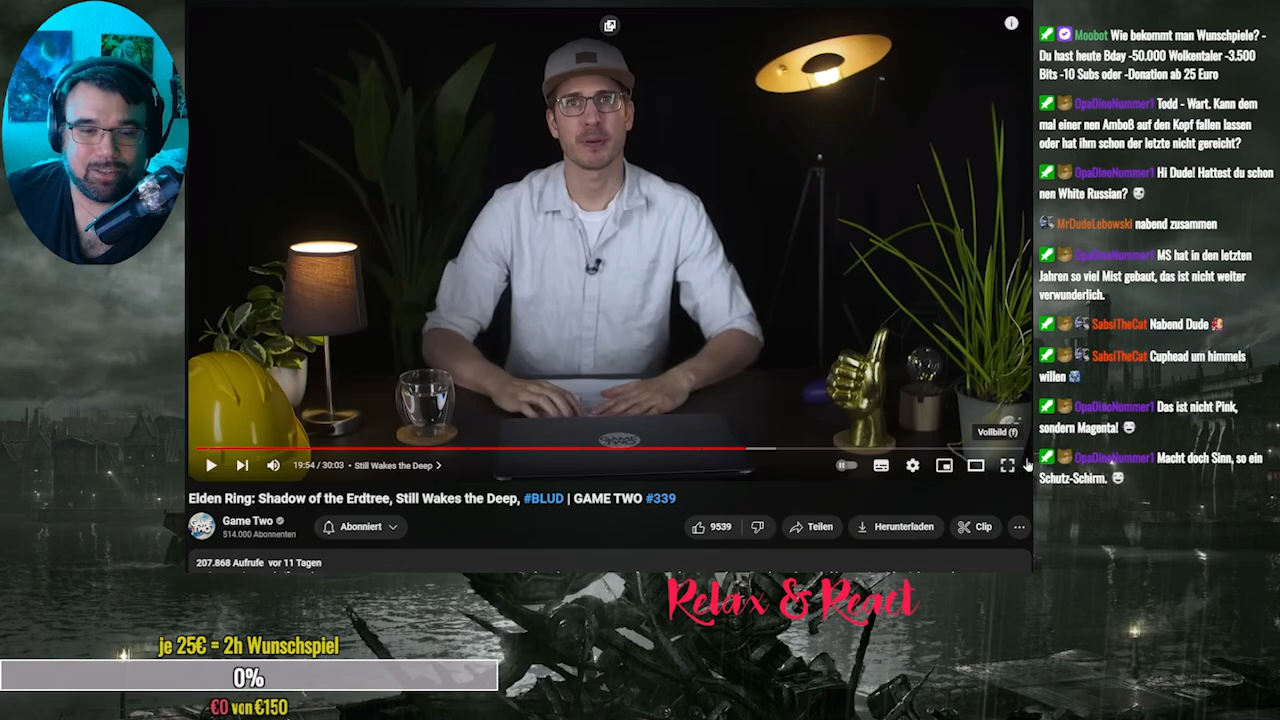 Moobot Wie bekommt man Wunschpiele? -
Du hast heute Bday -50.000 Wolkentaler -3.500
Bits -10 Subs oder -Donation ab 25 Euro
OpaDinoNummer1 Todd - Wart. Kann dem
mal einer nen Amboß auf den Kopf fallen lassen
oder hat ihm schon der letzte nicht gereicht?
OpaDinoNummer1 Hi Dude! Hattest du schon
nen White Russian?
MrDudeLebowski nabend zusammen
OpaDinoNummer1 MS hat in den letzten
Jahren so viel Mist gebaut, das ist nicht weiter
verwunderlich.
SabsiTheCat Nabend Dude
SabsiTheCat Cuphead um himmels
willen
OpaDinoNummer1 Das ist nicht Pink,
sondern Magenta!
OpaDinoNummer1 Macht doch Sinn, so ein
Schutz-Schirm.
GAME TWO
Vollbild (f)
19:54 / 30:03 • Still Wakes the Deep
Elden Ring: Shadow of the Erdtree, Still Wakes the Deep, #BLUD | GAME TWO #339
GAME TWO
Game Two
514.000 Abonnenten
Abonniert
9539
Teilen
Herunterladen
Clip
207.868 Aufrufe vor 11 Tagen
Relax & React
je 25€ = 2h Wunschspiel
0%
€0 von €150